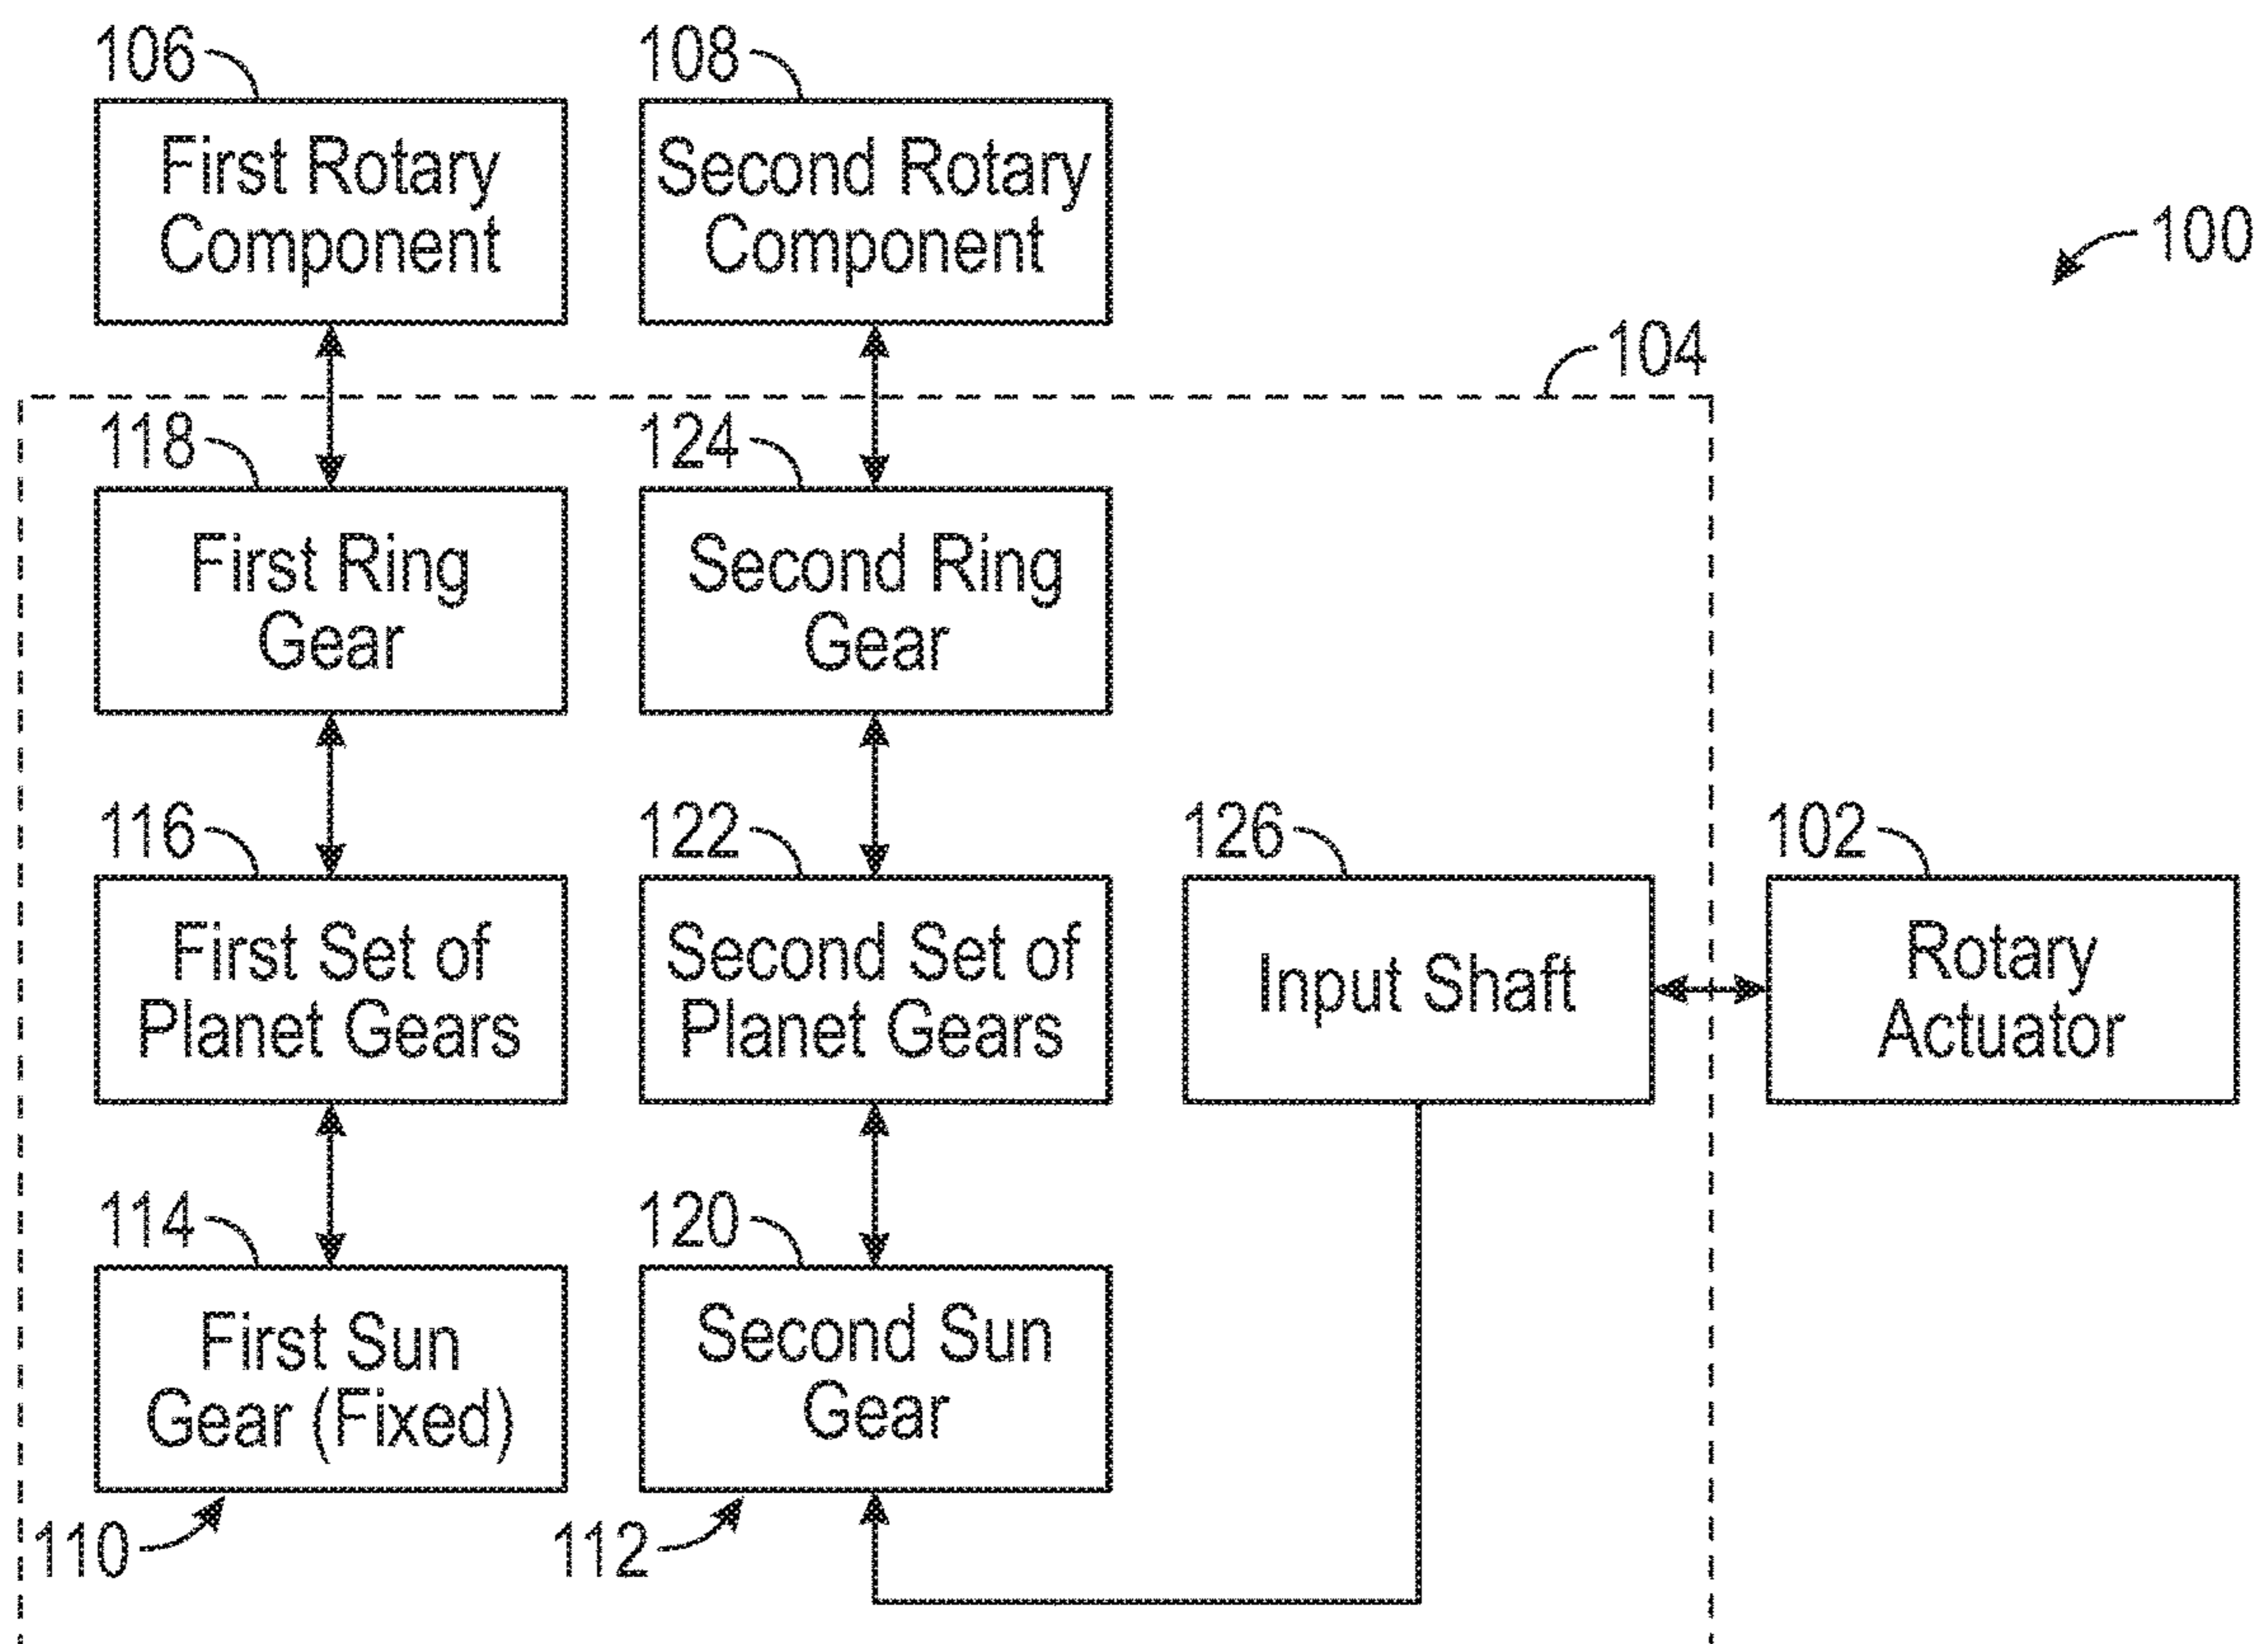 106
108
First Rotary
Component
Second Rotary
Component
100
104
118
124
First Ring
Gear
Second Ring
Gear
116
122
126
102
First Set of
Planet Gears
Second Set of
Planet Gears
Input Shaft
Rotary
Actuator
114
120
First Sun
Gear (Fixed)
Second Sun
Gear
110
112